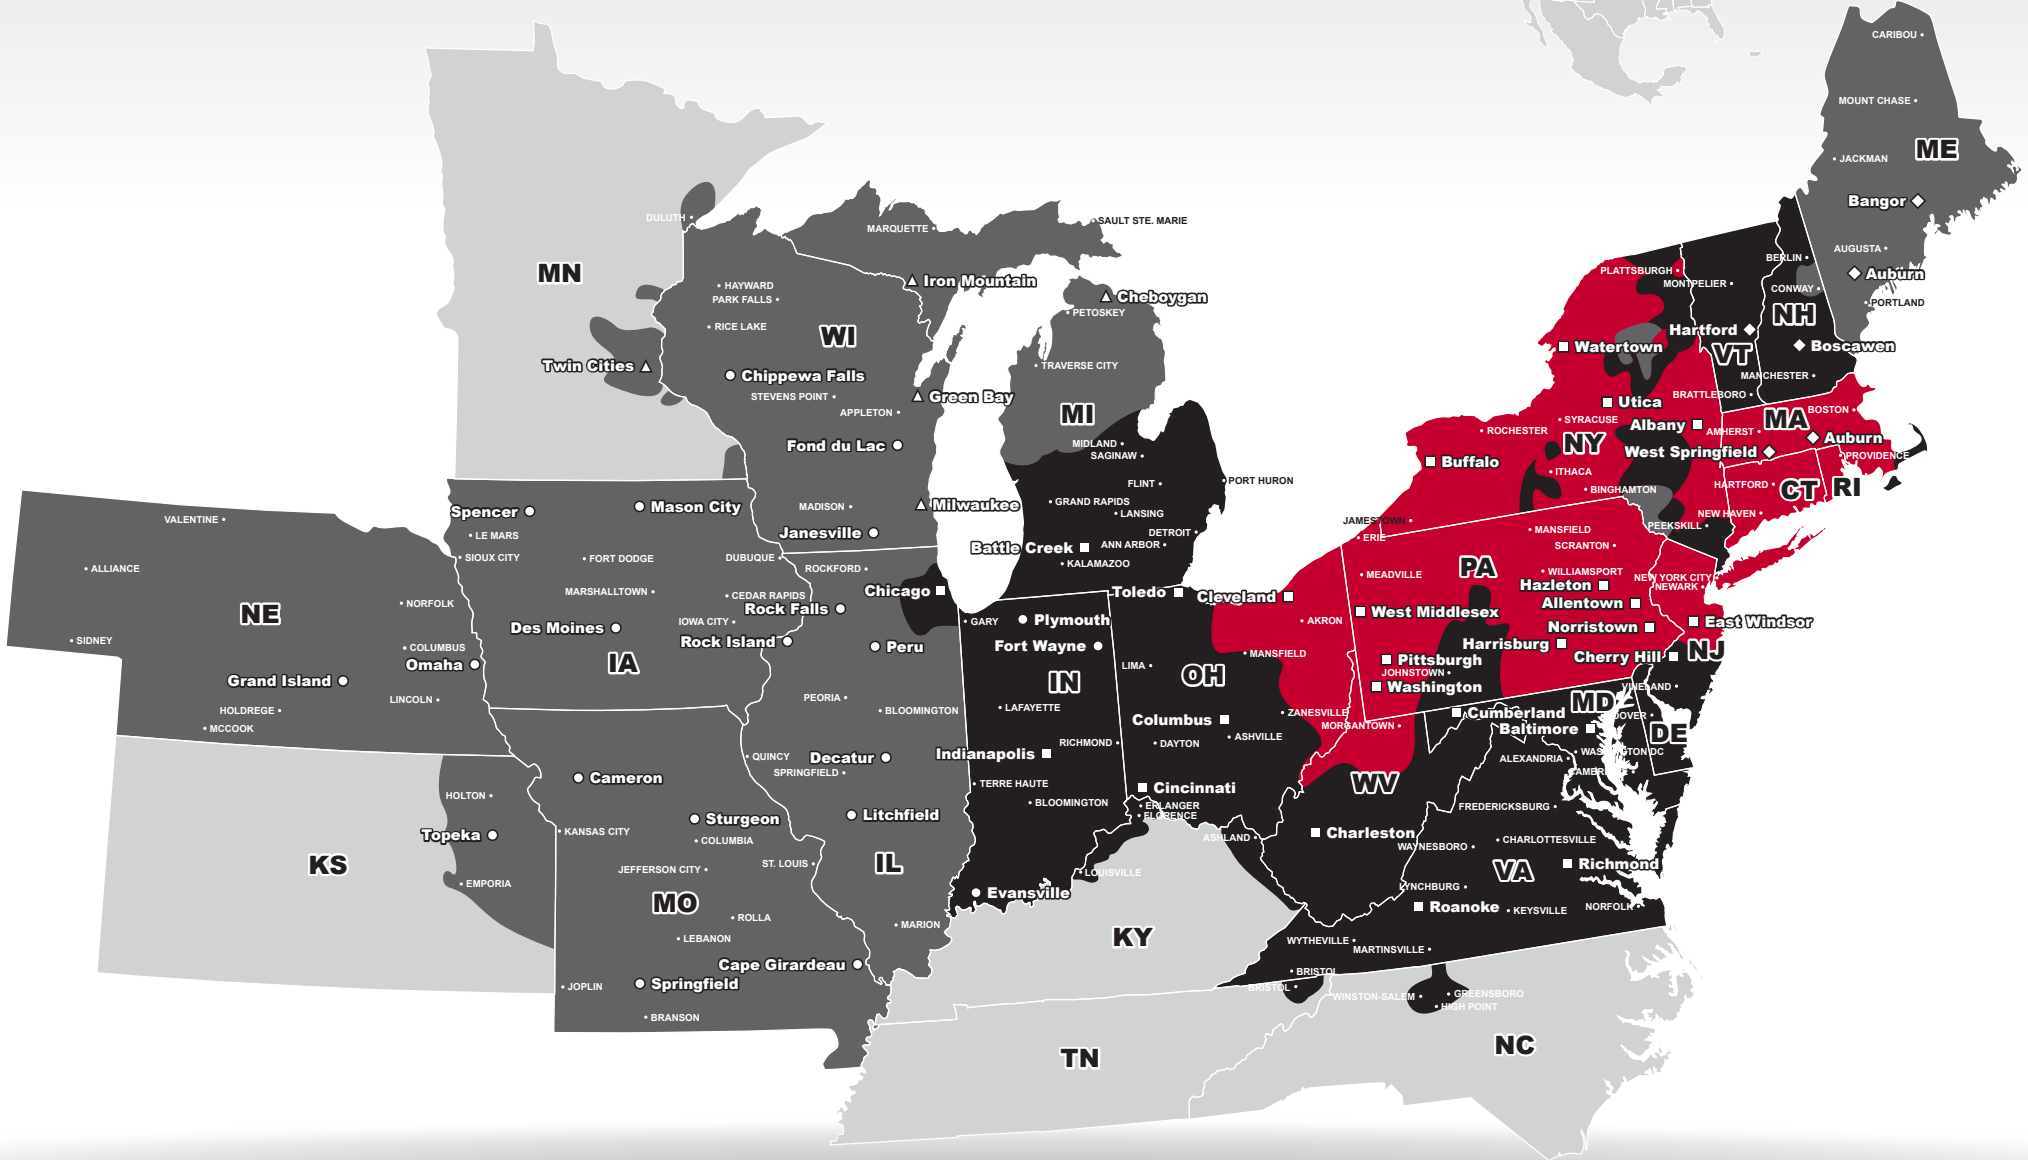 CARIBOU
MOUNT CHASE
ME
JACKMAN
Bangor
AUGUSTA
Auburn
PORTLAND
BERLIN
CONWAY
NH
Boscawen
MANCHESTER
PLATTSBURGH
MONTPELIER
Hartford
VT
BRATTLEBORO
Watertown
Utica
SYRACUSE
ROCHESTER
NY
Albany
Buffalo
ITHACA
BINGHAMTON
JAMESTOWN
PEEKSKILL
NEW YORK CITY
AMHERST
MA
BOSTON
Auburn
West Springfield
PROVIDENCE
HARTFORD
CT
RI
NEW HAVEN
DULUTH
MN
Twin Cities
MARQUETTE
SAULT STE. MARIE
Iron Mountain
Cheboygan
PETOSKEY
TRAVERSE CITY
MI
MIDLAND
SAGINAW
FLINT
PORT HURON
GRAND RAPIDS
LANSING
DETROIT
Battle Creek
ANN ARBOR
KALAMAZOO
HAYWARD
PARK FALLS
RICE LAKE
WI
Chippewa Falls
STEVENS POINT
Green Bay
APPLETON
Fond du Lac
MADISON
Milwaukee
Janesville
VALENTINE
ALLIANCE
NE
NORFOLK
SIDNEY
COLUMBUS
Omaha
Grand Island
LINCOLN
HOLDREGE
MCCOOK
Spencer
Mason City
LE MARS
SIOUX CITY
FORT DODGE
DUBUQUE
MARSHALLTOWN
CEDAR RAPIDS
Des Moines
IOWA CITY
IA
ROCKFORD
Chicago
Rock Falls
Rock Island
Peru
PEORIA
BLOOMINGTON
QUINCY
Decatur
SPRINGFIELD
Litchfield
IL
MARION
GARY
Plymouth
Fort Wayne
IN
LAFAYETTE
RICHMOND
Indianapolis
TERRE HAUTE
BLOOMINGTON
Evansville
Toledo
Cleveland
AKRON
LIMA
MANSFIELD
OH
Columbus
ZANESVILLE
ASHVILLE
DAYTON
Cincinnati
ERIE
MANSFIELD
SCRANTON
PA
MEADVILLE
WILLIAMSPORT
Hazleton
Allentown
West Middlesex
Norristown
Harrisburg
Pittsburgh
JOHNSTOWN
Washington
NEWARK
East Windsor
Cherry Hill
NJ
VINELAND
MD
Cumberland
Baltimore
DOVER
DE
WASHINGTON DC
MORGANTOWN
WV
Charleston
ALEXANDRIA
FREDERICKSBURG
CHARLOTTESVILLE
WAYNESBORO
VA
Richmond
LYNCHBURG
Roanoke
KEYSVILLE
NORFOLK
WYTHEVILLE
MARTINSVILLE
BRISTOL
BRISTOL
ERLANGER
FLORENCE
ASHLAND
LOUISVILLE
KY
HOLTON
Topeka
KS
EMPORIA
Cameron
KANSAS CITY
Sturgeon
COLUMBIA
JEFFERSON CITY
ST. LOUIS
MO
ROLLA
LEBANON
Cape Girardeau
Springfield
JOPLIN
BRANSON
TN
WINSTON-SALEM
GREENSBORO
HIGH POINT
NC